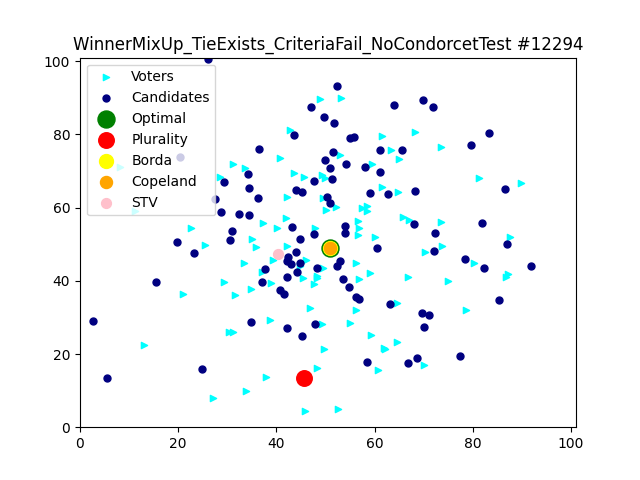 WinnerMixUp_TieExists_CriteriaFail_NoCondorcetTest #12294
100
80
60
40
20
0
Voters
Candidates
Optimal
Plurality
Borda
Copeland
STV
0 20 40 60 80 100